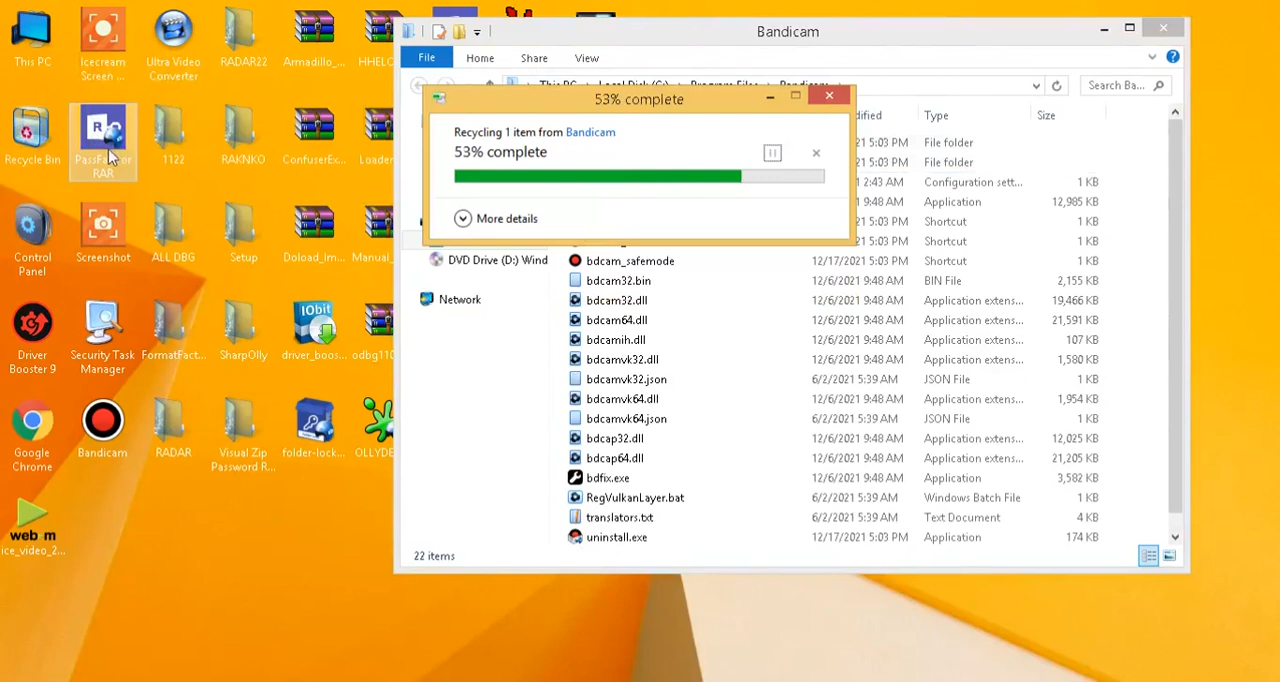 This PC
Icecream Screen ...
Ultra Video Converter
RADAR22
Armadillo_...
HHELC
Recycle Bin
RAR
1122
RAKNKO
ConfuserEx...
Loader
Control Panel
Screenshot
ALL DBG
Setup
Doload_Im...
Manual_
Driver Booster 9
Security Task Manager
FormatFact...
SharpOlly
driver_boos...
odbg110
Google Chrome
Bandicam
RADAR
Visual Zip Password R...
folder-lock...
OLLYDE
web m
ice_video_2...
Bandicam
File
Home
Share
View
Search Ba...
Type
Size
53% complete
Recycling 1 item from Bandicam
53% complete
More details
1 5:03 PM File folder
1 5:03 PM File folder
1 2:43 AM Configuration sett... 1 KB
1 9:48 AM Application 12,985 KB
1 5:03 PM Shortcut 1 KB
1 5:03 PM Shortcut 1 KB
DVD Drive (D:) Wind
Network
bdcam_safemode 12/17/2021 5:03 PM Shortcut 1 KB
bdcam32.bin 12/6/2021 9:48 AM BIN File 2,155 KB
bdcam32.dll 12/6/2021 9:48 AM Application extens... 19,466 KB
bdcam64.dll 12/6/2021 9:48 AM Application extens... 21,591 KB
bdcamih.dll 12/6/2021 9:48 AM Application extens... 107 KB
bdcamvk32.dll 12/6/2021 9:48 AM Application extens... 1,580 KB
bdcamvk32.json 6/2/2021 5:39 AM JSON File 1 KB
bdcamvk64.dll 12/6/2021 9:48 AM Application extens... 1,954 KB
bdcamvk64.json 6/2/2021 5:39 AM JSON File 1 KB
bdcap32.dll 12/6/2021 9:48 AM Application extens... 12,025 KB
bdcap64.dll 12/6/2021 9:48 AM Application extens... 21,205 KB
bdfix.exe 12/6/2021 9:48 AM Application 3,582 KB
RegVulkanLayer.bat 6/2/2021 5:39 AM Windows Batch File 1 KB
translators.txt 6/2/2021 5:39 AM Text Document 4 KB
uninstall.exe 12/17/2021 5:03 PM Application 174 KB
22 items